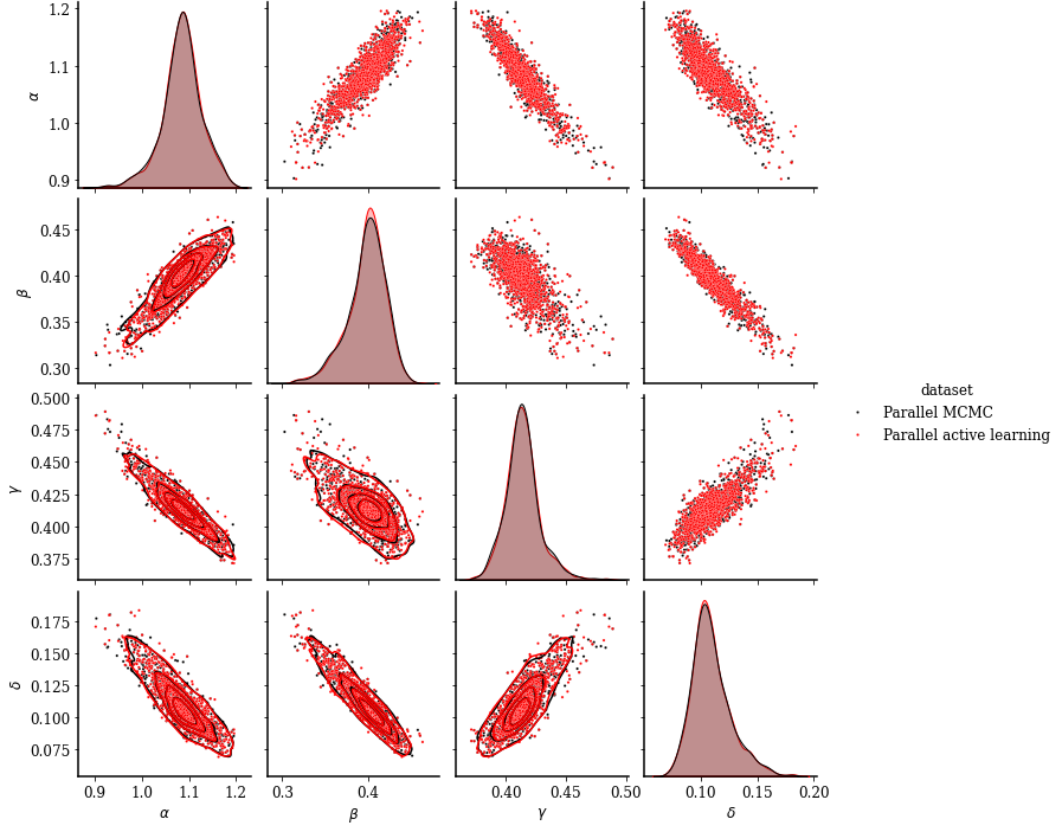 1.2
1.1
α
1.0
0.9
0.45
0.40
β
0.35
0.30
0.500
0.475
0.450
γ
0.425
0.400
0.375
dataset
Parallel MCMC
Parallel active learning
0.175
0.150
δ
0.125
0.100
0.075
0.9 1.0 1.1 1.2 0.3 0.4 0.40 0.45 0.50 0.10 0.15 0.20
α β γ δ